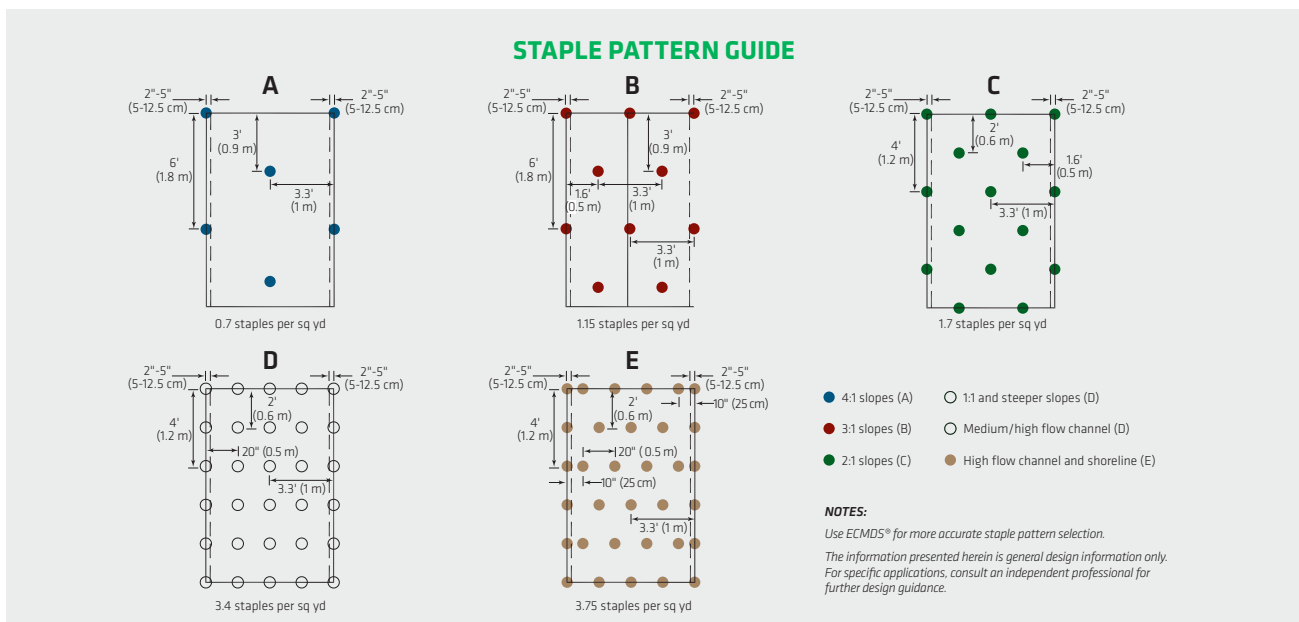 STAPLE PATTERN GUIDE
A
2"-5"
(5-12.5 cm)
2"-5"
(5-12.5 cm)
3'
(0.9 m)
6'
(1.8 m)
3.3'
(1 m)
0.7 staples per sq yd
B
2"-5"
(5-12.5 cm)
2"-5"
(5-12.5 cm)
3'
(0.9 m)
6'
(1.8 m)
1.6'
(0.5 m)
3.3'
(1 m)
3.3'
(1 m)
1.15 staples per sq yd
C
2"-5"
(5-12.5 cm)
2"-5"
(5-12.5 cm)
2'
(0.6 m)
4'
(1.2 m)
1.6'
(0.5 m)
3.3' (1 m)
1.7 staples per sq yd
D
2"-5"
(5-12.5 cm)
2"-5"
(5-12.5 cm)
2'
(0.6 m)
4'
(1.2 m)
20" (0.5 m)
3.3' (1 m)
3.4 staples per sq yd
E
2"-5"
(5-12.5 cm)
2"-5"
(5-12.5 cm)
10" (25 cm)
2'
(0.6 m)
4'
(1.2 m)
20" ( 0.5 m)
10" (25 cm)
3.3' (1 m)
3.75 staples per sq yd
4:1 slopes (A)
3:1 slopes (B)
2:1 slopes (C)
1:1 and steeper slopes (D)
Medium/high flow channel (D)
High flow channel and shoreline (E)
NOTES:
Use ECMDS® for more accurate staple pattern selection.
The information presented herein is general design information only.
For specific applications, consult an independent professional for
further design guidance.